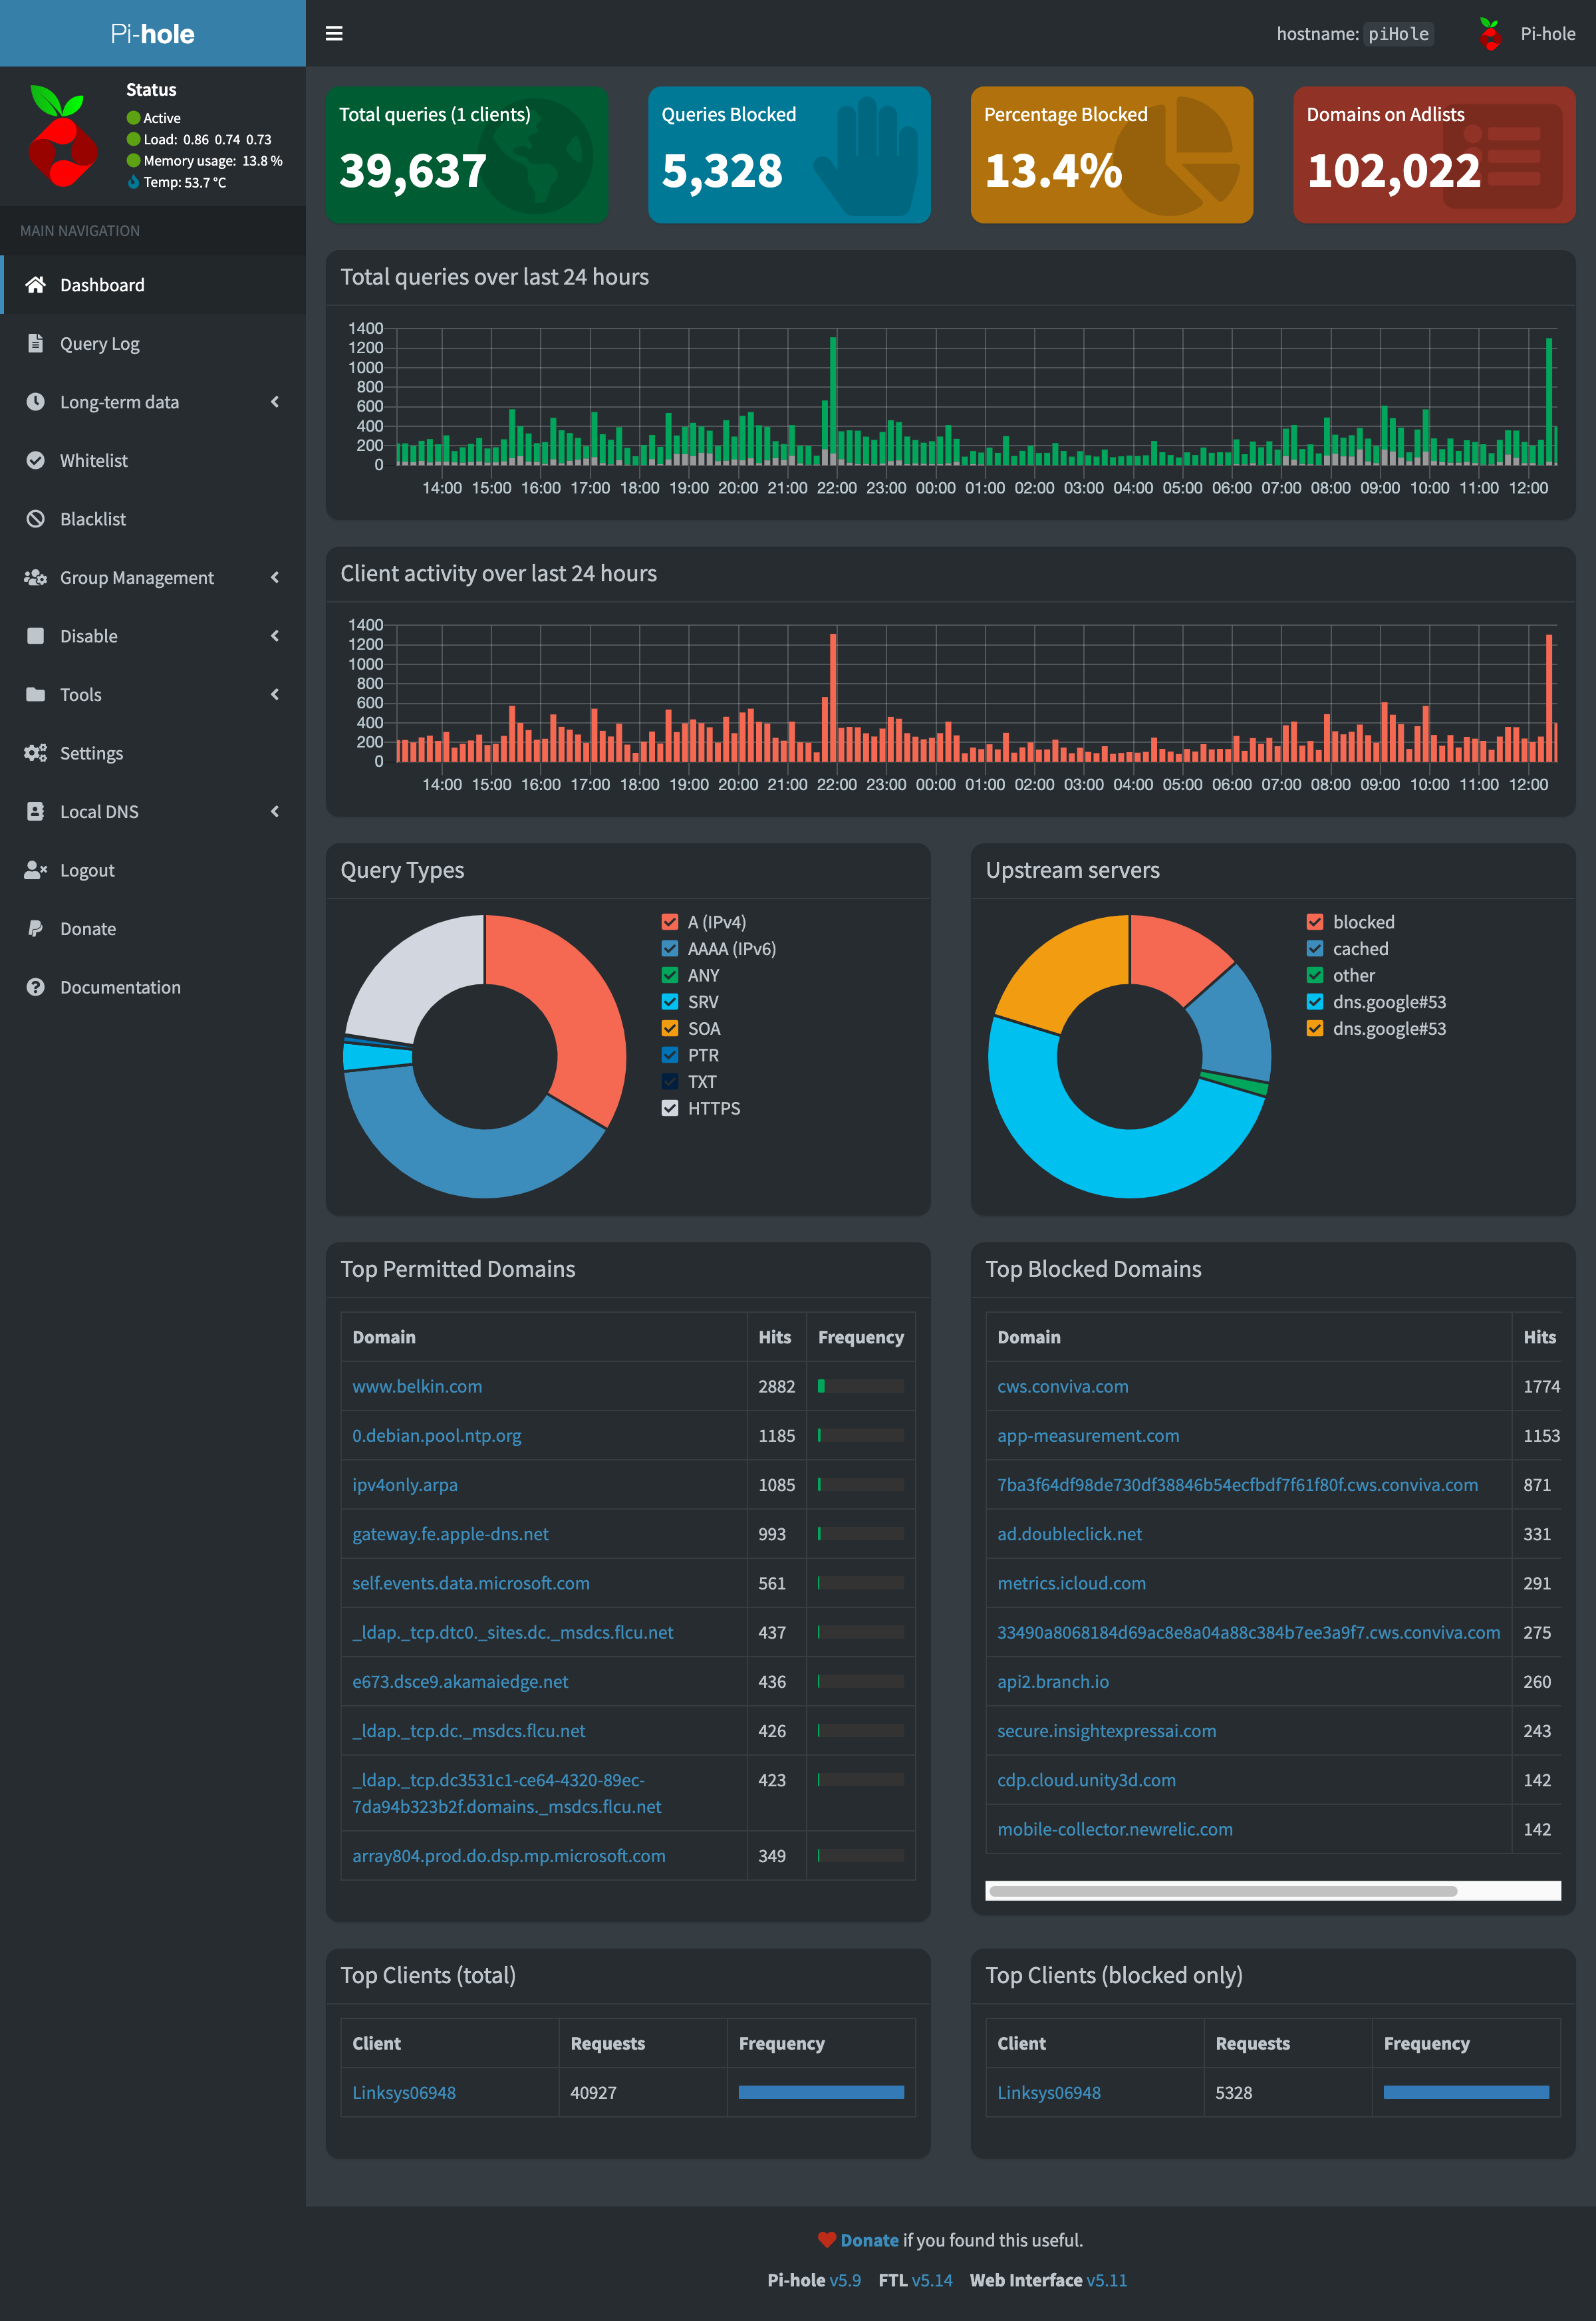 Pi-hole
hostname: piHole
Pi-hole
Status
Active
Load: 0.86 0.74 0.73
Memory usage: 13.8 %
Temp: 53.7 °C
MAIN NAVIGATION
Dashboard
Query Log
Long-term data
Whitelist
Blacklist
Group Management
Disable
Tools
Settings
Local DNS
Logout
Donate
Documentation
Total queries (1 clients)
39,637
Queries Blocked
5,328
Percentage Blocked
13.4%
Domains on Adlists
102,022
Total queries over last 24 hours
1400
1200
1000
800
600
400
200
0
14:00 15:00 16:00 17:00 18:00 19:00 20:00 21:00 22:00 23:00 00:00 01:00 02:00 03:00 04:00 05:00 06:00 07:00 08:00 09:00 10:00 11:00 12:00
Client activity over last 24 hours
1400
1200
1000
800
600
400
200
0
14:00 15:00 16:00 17:00 18:00 19:00 20:00 21:00 22:00 23:00 00:00 01:00 02:00 03:00 04:00 05:00 06:00 07:00 08:00 09:00 10:00 11:00 12:00
Query Types
A (IPv4)
AAAA (IPv6)
ANY
SRV
SOA
PTR
TXT
HTTPS
Upstream servers
blocked
cached
other
dns.google#53
dns.google#53
Top Permitted Domains
Domain Hits Frequency
www.belkin.com 2882
0.debian.pool.ntp.org 1185
ipv4only.arpa 1085
gateway.fe.apple-dns.net 993
self.events.data.microsoft.com 561
_ldap._tcp.dtc0._sites.dc._msdcs.flcu.net 437
e673.dsce9.akamaiedge.net 436
_ldap._tcp.dc._msdcs.flcu.net 426
_ldap._tcp.dc3531c1-ce64-4320-89ec- 423
7da94b323b2f.domains._msdcs.flcu.net
array804.prod.do.dsp.mp.microsoft.com 349
Top Blocked Domains
Domain Hits
cws.conviva.com 1774
app-measurement.com 1153
7ba3f64df98de730df38846b54ecfbdf7f61f80f.cws.conviva.com 871
ad.doubleclick.net 331
metrics.icloud.com 291
33490a8068184d69ac8e8a04a88c384b7ee3a9f7.cws.conviva.com 275
api2.branch.io 260
secure.insightexpressai.com 243
cdp.cloud.unity3d.com 142
mobile-collector.newrelic.com 142
Top Clients (total)
Client Requests Frequency
Linksys06948 40927
Top Clients (blocked only)
Client Requests Frequency
Linksys06948 5328
Donate if you found this useful.
Pi-hole v5.9 FTL v5.14 Web Interface v5.11